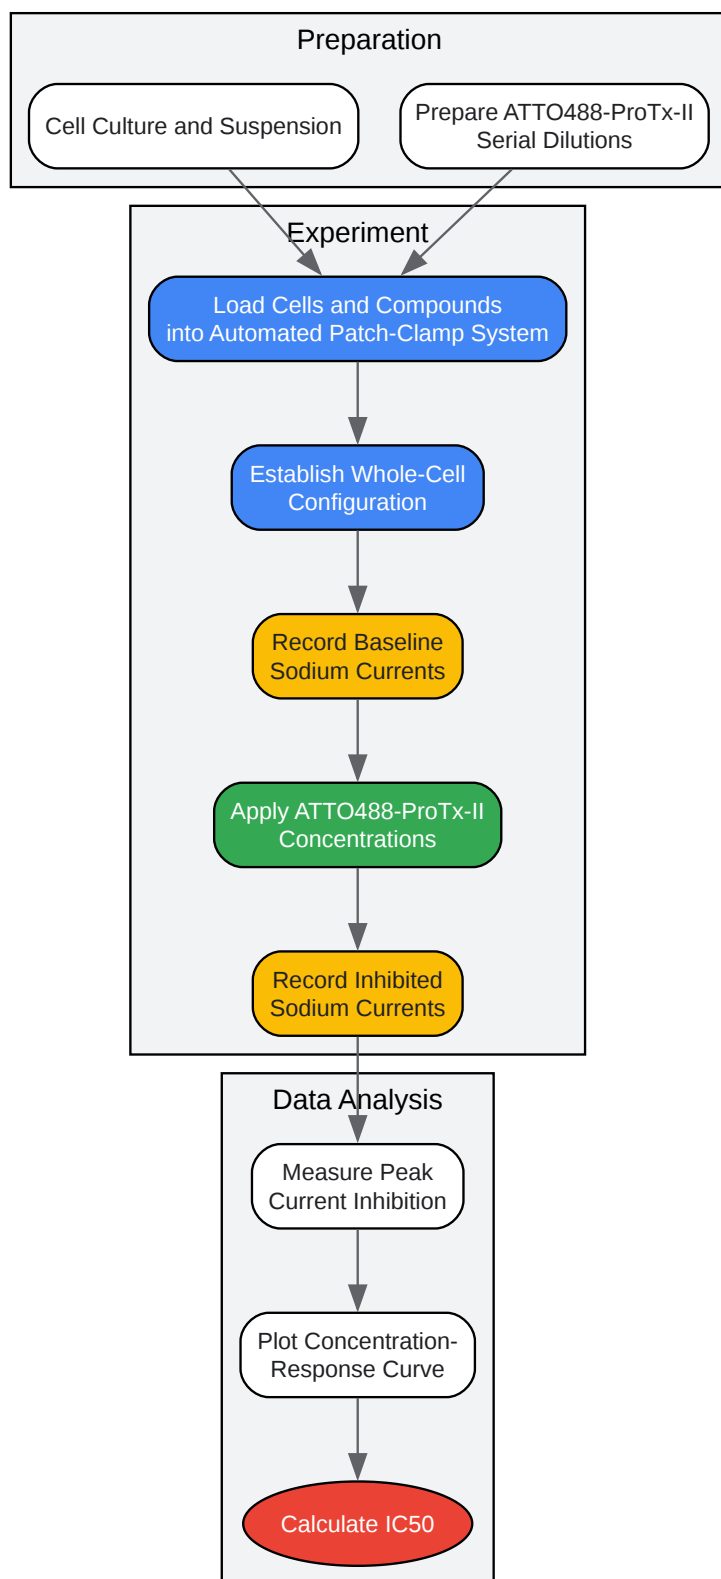 Preparation
Cell Culture and Suspension
Prepare ATTO488-ProTx-II
Serial Dilutions
Experiment
Load Cells and Compounds
into Automated Patch-Clamp System
Establish Whole-Cell
Configuration
Record Baseline
Sodium Currents
Apply ATTO488-ProTx-II
Concentrations
Record Inhibited
Sodium Currents
Data Analysis
Measure Peak
Current Inhibition
Plot Concentration-
Response Curve
Calculate IC50